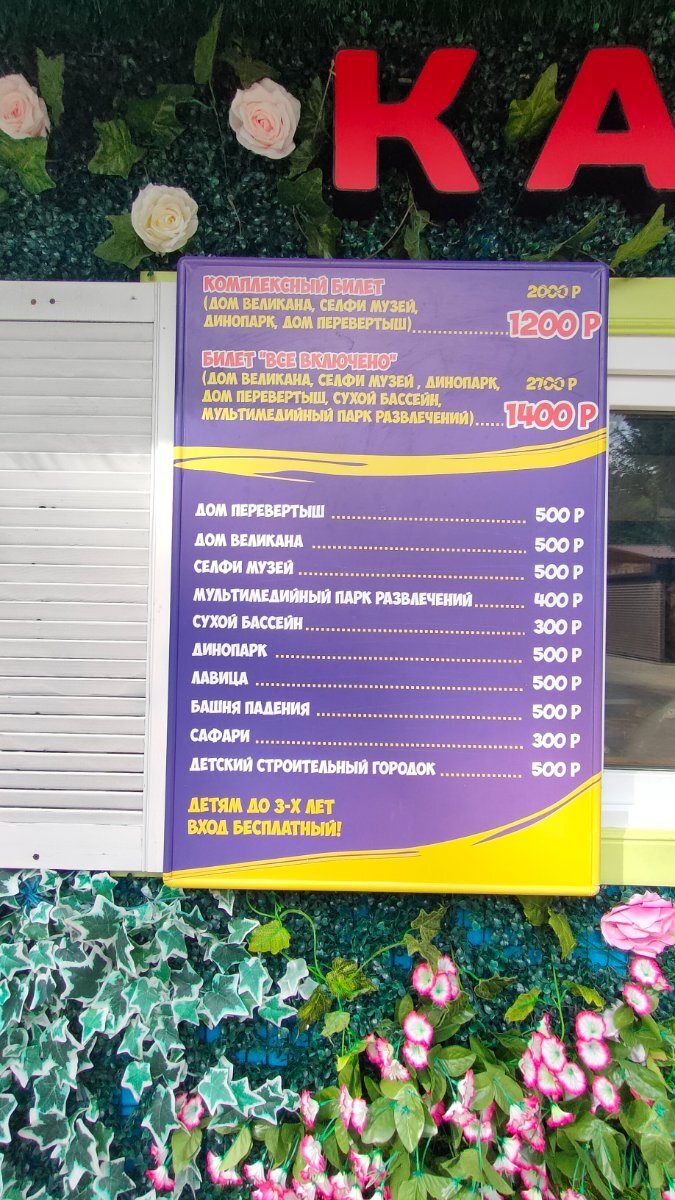 КА
КОМПЛЕКСНЫЙ БИЛЕТ 2000 Р
(ДОМ ВЕЛИКАНА, СЕЛФИ МУЗЕЙ,
ДИНОПАРК, ДОМ ПЕРЕВЕРТЫШ)............... 1200 Р
БИЛЕТ "ВСЕ ВКЛЮЧЕНО"
(ДОМ ВЕЛИКАНА, СЕЛФИ МУЗЕЙ , ДИНОПАРК, 2700 Р
ДОМ ПЕРЕВЕРТЫШ, СУХОЙ БАССЕЙН,
МУЛЬТИМЕДИЙНЫЙ ПАРК РАЗВЛЕЧЕНИЙ)...... 1400 Р
ДОМ ПЕРЕВЕРТЫШ ........................ 500 Р
ДОМ ВЕЛИКАНА ........................ 500 Р
СЕЛФИ МУЗЕЙ ........................ 500 Р
МУЛЬТИМЕДИЙНЫЙ ПАРК РАЗВЛЕЧЕНИЙ ......... 400 Р
СУХОЙ БАССЕЙН ........................ 300 Р
ДИНОПАРК ........................ 500 Р
ЛАВИЦА ........................ 500 Р
БАШНЯ ПАДЕНИЯ ........................ 500 Р
САФАРИ ........................ 300 Р
ДЕТСКИЙ СТРОИТЕЛЬНЫЙ ГОРОДОК ............ 500 Р
ДЕТЯМ ДО 3-Х ЛЕТ
ВХОД БЕСПЛАТНЫЙ!